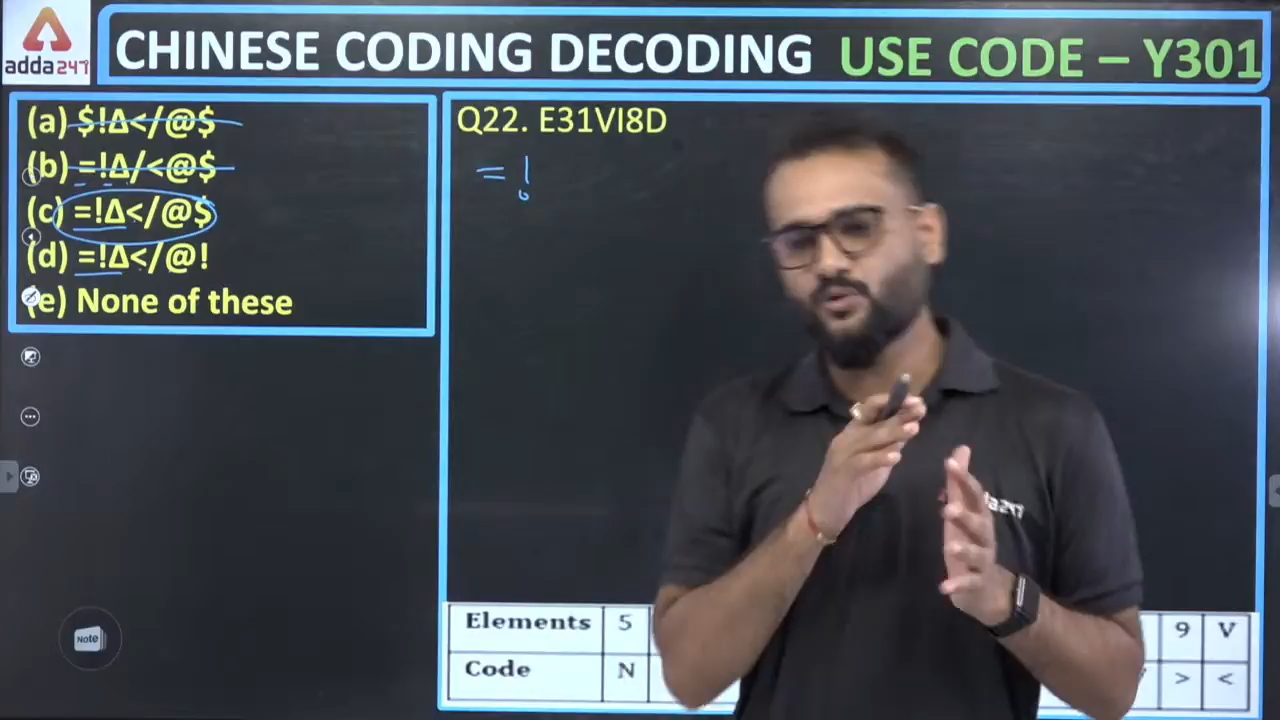 adda247
CHINESE CODING DECODING USE CODE – Y301
(a) $!Δ</@$
(b) =!Δ/<@$
(c) =!Δ</@$
(d) =!Δ</@!
(e) None of these
Q22. E31VI8D
= !
Elements 5 9 V
Code N > <
Note